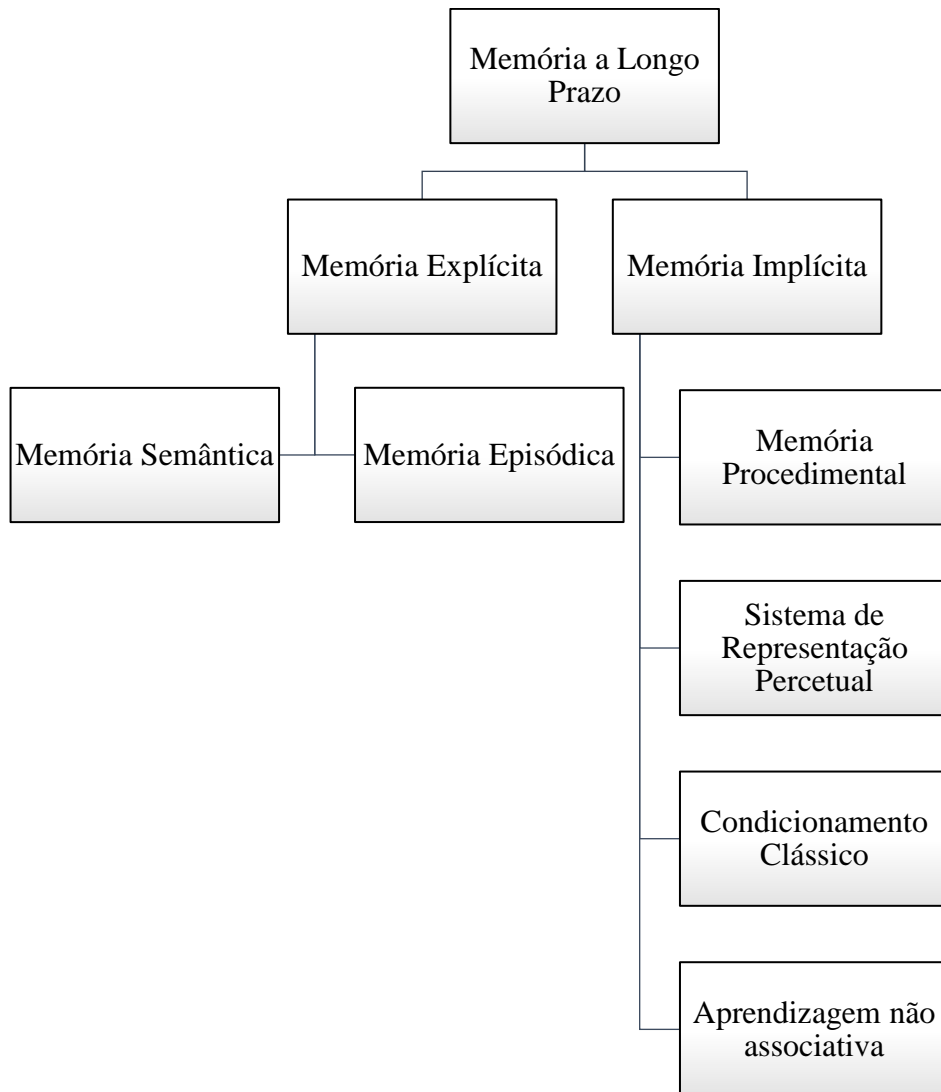 Memória a Longo
Prazo
Memória Explícita
Memória Implícita
Memória Semântica
Memória Episódica
Memória
Procedimental
Sistema de
Representação
Percetual
Condicionamento
Clássico
Aprendizagem não
associativa